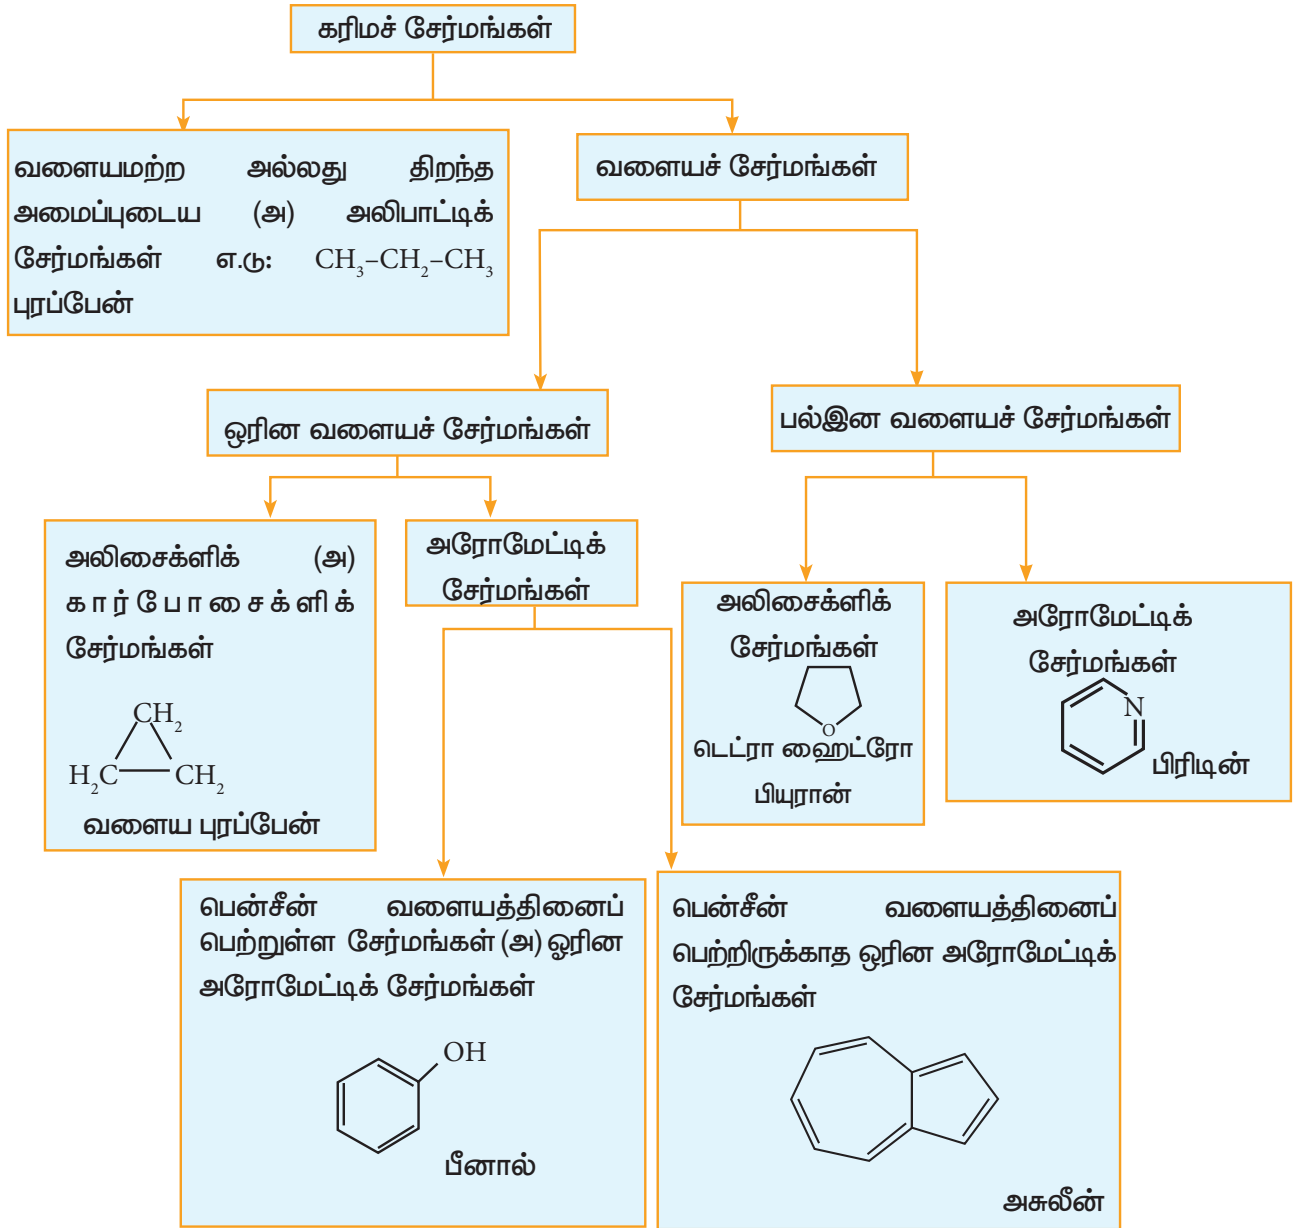 கரிமச் சேர்மங்கள்
வளையமற்ற அல்லது திறந்த
அமைப்புடைய (அ) அலிபாட்டிக்
சேர்மங்கள் எ.டு: CH₃–CH₂–CH₃
புரப்பேன்
வளையச் சேர்மங்கள்
ஒரின வளையச் சேர்மங்கள்
பல்இன வளையச் சேர்மங்கள்
அலிசைக்ளிக் (அ)
கார்போசைக்ளிக்
சேர்மங்கள்
CH₂
H₂C CH₂
வளைய புரப்பேன்
அரோமேட்டிக்
சேர்மங்கள்
அலிசைக்ளிக்
சேர்மங்கள்
O
டெட்ரா ஹைட்ரோ
பியுரான்
அரோமேட்டிக்
சேர்மங்கள்
N
பிரிடின்
பென்சீன் வளையத்தினைப்
பெற்றுள்ள சேர்மங்கள் (அ) ஓரின
அரோமேட்டிக் சேர்மங்கள்
OH
பீனால்
பென்சீன் வளையத்தினைப்
பெற்றிருக்காத ஒரின அரோமேட்டிக்
சேர்மங்கள்
அசுலீன்